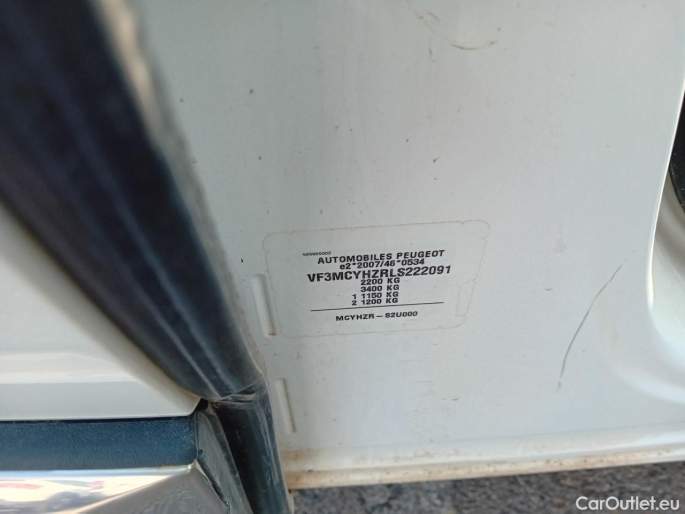 AUTOMOBILES PEUGEOT
e2*2007/46*0534
VF3MCYHZRLS222091
2200 KG
3400 KG
1 1150 KG
2 1200 KG
MCYHZR – S2U000
CarOutlet.eu